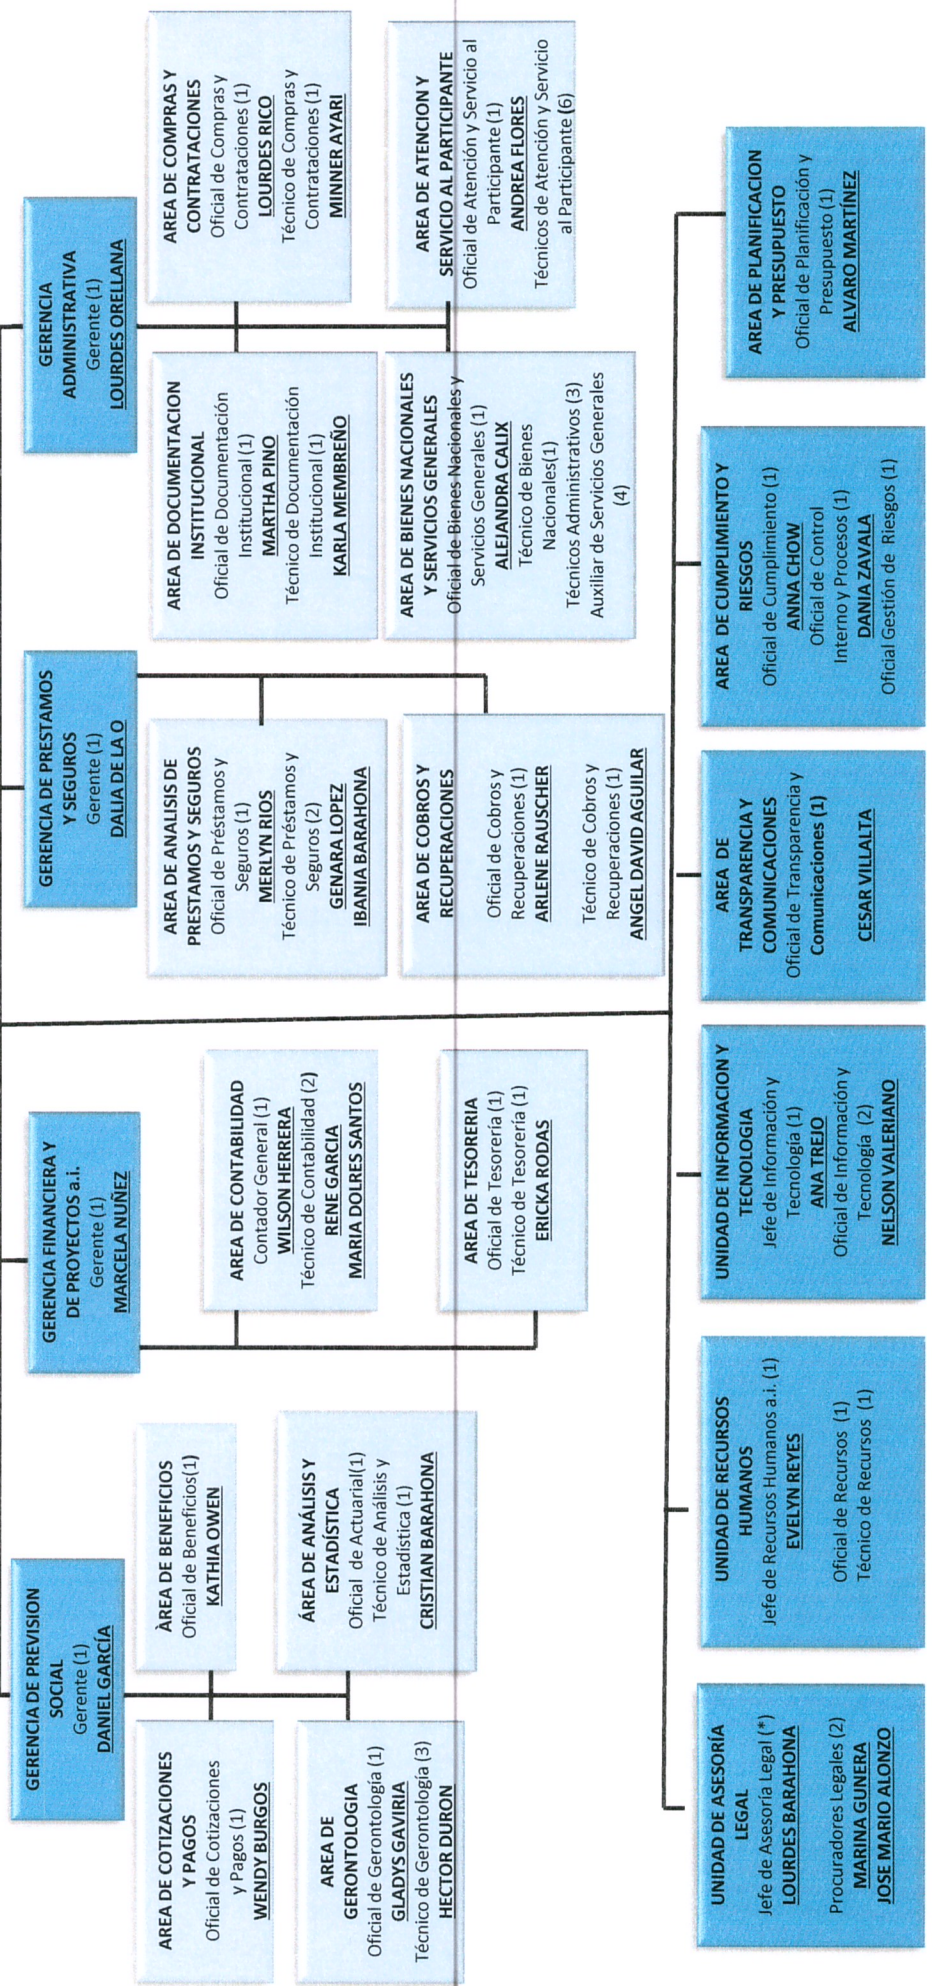 GERENCIA DE PREVISION
SOCIAL
Gerente (1)
DANIEL GARCÍA
AREA DE COTIZACIONES
Y PAGOS
Oficial de Cotizaciones
y Pagos (1)
WENDY BURGOS
ÀREA DE BENEFICIOS
Oficial de Beneficios(1)
KATHIA OWEN
AREA DE
GERONTOLOGIA
Oficial de Gerontología (1)
GLADYS GAVIRIA
Técnico de Gerontología (3)
HECTOR DURON
ÁREA DE ANÁLISIS Y
ESTADÍSTICA
Oficial de Actuarial(1)
Técnico de Análisis y
Estadística (1)
CRISTIAN BARAHONA
GERENCIA FINANCIERA Y
DE PROYECTOS a.i.
Gerente (1)
MARCELA NUÑEZ
AREA DE CONTABILIDAD
Contador General (1)
WILSON HERRERA
Técnico de Contabilidad (2)
RENE GARCIA
MARIA DOLRES SANTOS
AREA DE TESORERIA
Oficial de Tesorería (1)
Técnico de Tesorería (1)
ERICKA RODAS
GERENCIA DE PRESTAMOS
Y SEGUROS
Gerente (1)
DALIA DE LA O
AREA DE ANALISIS DE
PRESTAMOS Y SEGUROS
Oficial de Préstamos y
Seguros (1)
MERLYN RIOS
Técnico de Préstamos y
Seguros (2)
GENARA LOPEZ
IBANIA BARAHONA
AREA DE COBROS Y
RECUPERACIONES
Oficial de Cobros y
Recuperaciones (1)
ARLENE RAUSCHER
Técnico de Cobros y
Recuperaciones (1)
ANGEL DAVID AGUILAR
GERENCIA
ADMINISTRATIVA
Gerente (1)
LOURDES ORELLANA
AREA DE DOCUMENTACION
INSTITUCIONAL
Oficial de Documentación
Institucional (1)
MARTHA PINO
Técnico de Documentación
Institucional (1)
KARLA MEMBREÑO
AREA DE COMPRAS Y
CONTRATACIONES
Oficial de Compras y
Contrataciones (1)
LOURDES RICO
Técnico de Compras y
Contrataciones (1)
MINNER AYARI
AREA DE BIENES NACIONALES
Y SERVICIOS GENERALES
Oficial de Bienes Nacionales y
Servicios Generales (1)
ALEJANDRA CALIX
Técnico de Bienes
Nacionales(1)
Técnicos Administrativos (3)
Auxiliar de Servicios Generales
(4)
AREA DE ATENCION Y
SERVICIO AL PARTICIPANTE
Oficial de Atención y Servicio al
Participante (1)
ANDREA FLORES
Técnicos de Atención y Servicio
al Participante (6)
UNIDAD DE ASESORÍA
LEGAL
Jefe de Asesoría Legal (*)
LOURDES BARAHONA
Procuradores Legales (2)
MARINA GUNERA
JOSE MARIO ALONZO
UNIDAD DE RECURSOS
HUMANOS
Jefe de Recursos Humanos a.i. (1)
EVELYN REYES
Oficial de Recursos (1)
Técnico de Recursos (1)
UNIDAD DE INFORMACION Y
TECNOLOGIA
Jefe de Información y
Tecnología (1)
ANA TREJO
Oficial de Información y
Tecnología (2)
NELSON VALERIANO
AREA DE
TRANSPARENCIA Y
COMUNICACIONES
Oficial de Transparencia y
Comunicaciones (1)
CESAR VILLALTA
AREA DE CUMPLIMIENTO Y
RIESGOS
Oficial de Cumplimiento (1)
ANNA CHOW
Oficial de Control
Interno y Procesos (1)
DANIA ZAVALA
Oficial Gestión de Riesgos (1)
AREA DE PLANIFICACION
Y PRESUPUESTO
Oficial de Planificación y
Presupuesto (1)
ALVARO MARTÍNEZ